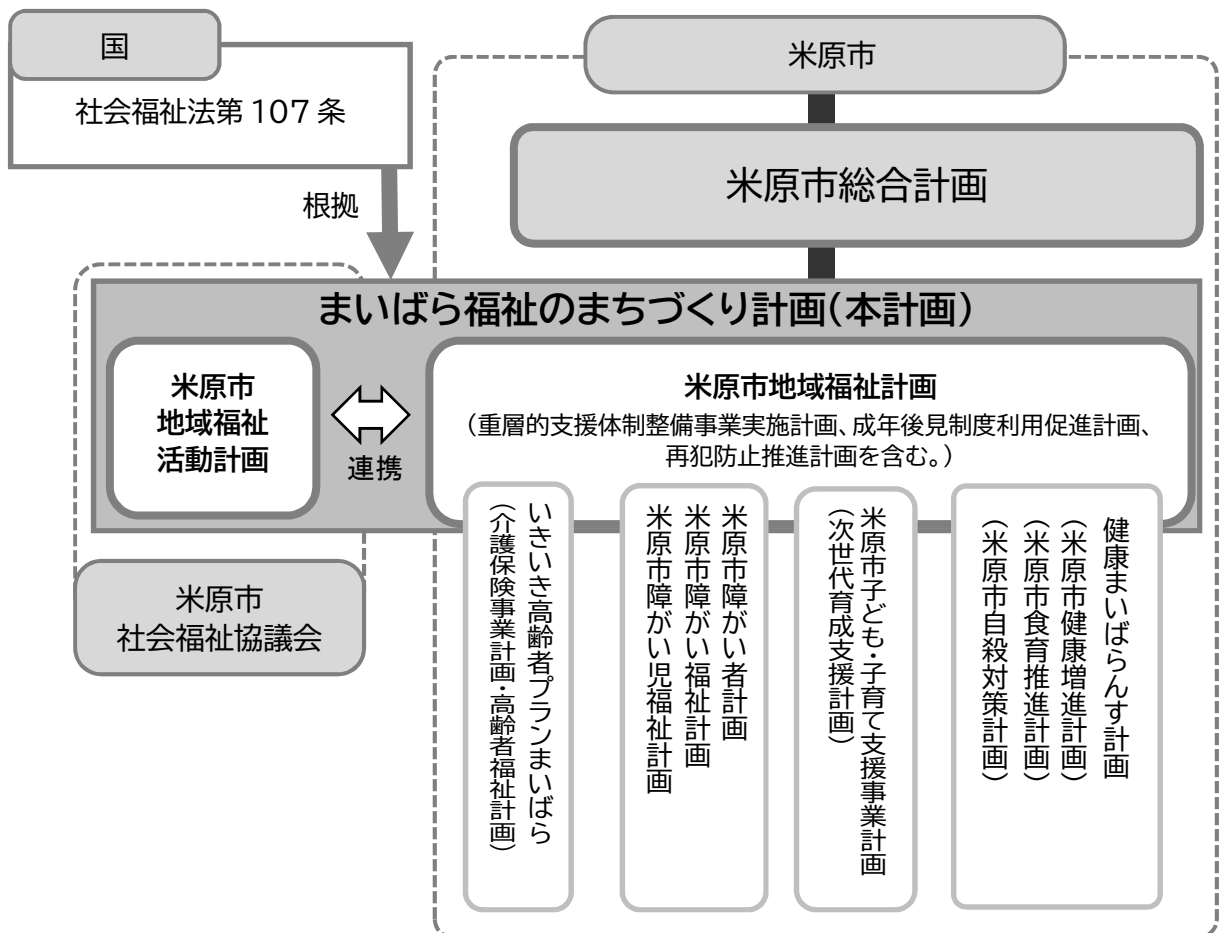 国
社会福祉法第107条
根拠
米原市
米原市総合計画
まいばら福祉のまちづくり計画(本計画)
米原市
地域福祉
活動計画
連携
米原市地域福祉計画
(重層的支援体制整備事業実施計画、成年後見制度利用促進計画、
再犯防止推進計画を含む。)
米原市
社会福祉協議会
いきいき高齢者プランまいばら
(介護保険事業計画・高齢者福祉計画)
米原市障がい者計画
米原市障がい福祉計画
米原市障がい児福祉計画
米原市子ども・子育て支援事業計画
(次世代育成支援計画)
健康まいばらんす計画
(米原市健康増進計画)
(米原市食育推進計画)
(米原市自殺対策計画)